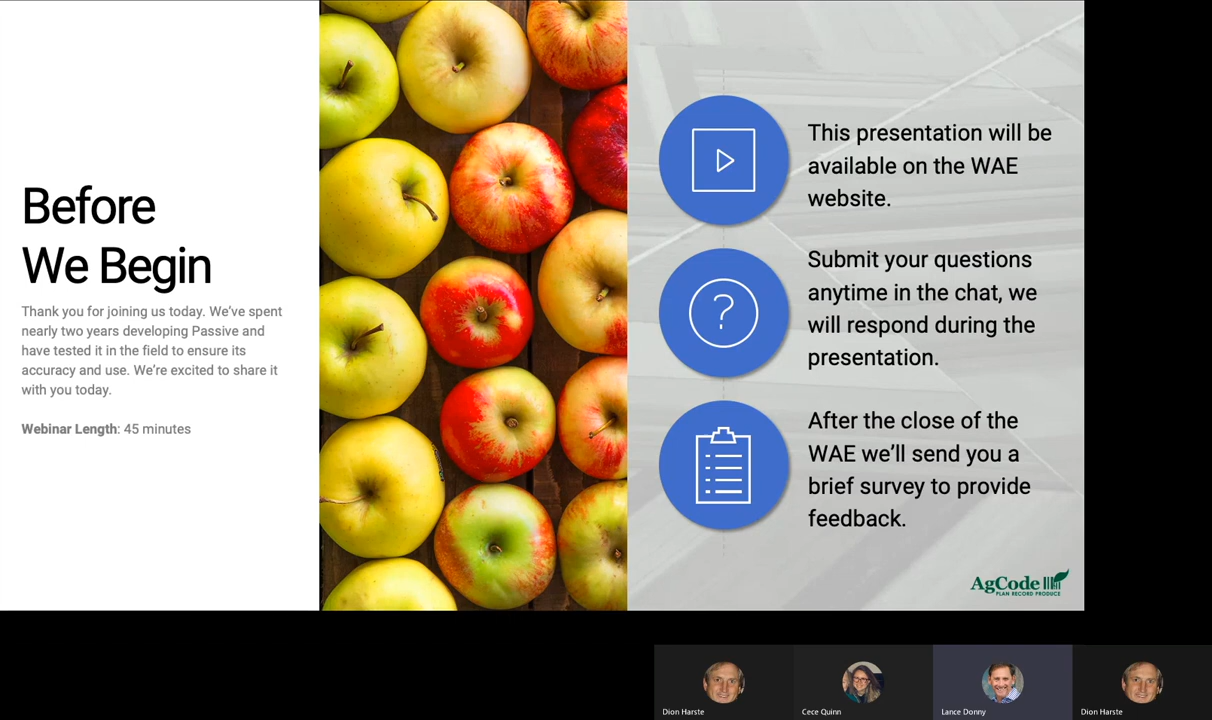 Before
We Begin
Thank you for joining us today. We've spent
nearly two years developing Passive and
have tested it in the field to ensure its
accuracy and use. We're excited to share it
with you today.
Webinar Length: 45 minutes
This presentation will be
available on the WAE
website.
Submit your questions
anytime in the chat, we
will respond during the
presentation.
After the close of the
WAE we'll send you a
brief survey to provide
feedback.
AgCode
PLAN RECORD PRODUCE
Dion Harste
Cece Quinn
Lance Donny
Dion Harste